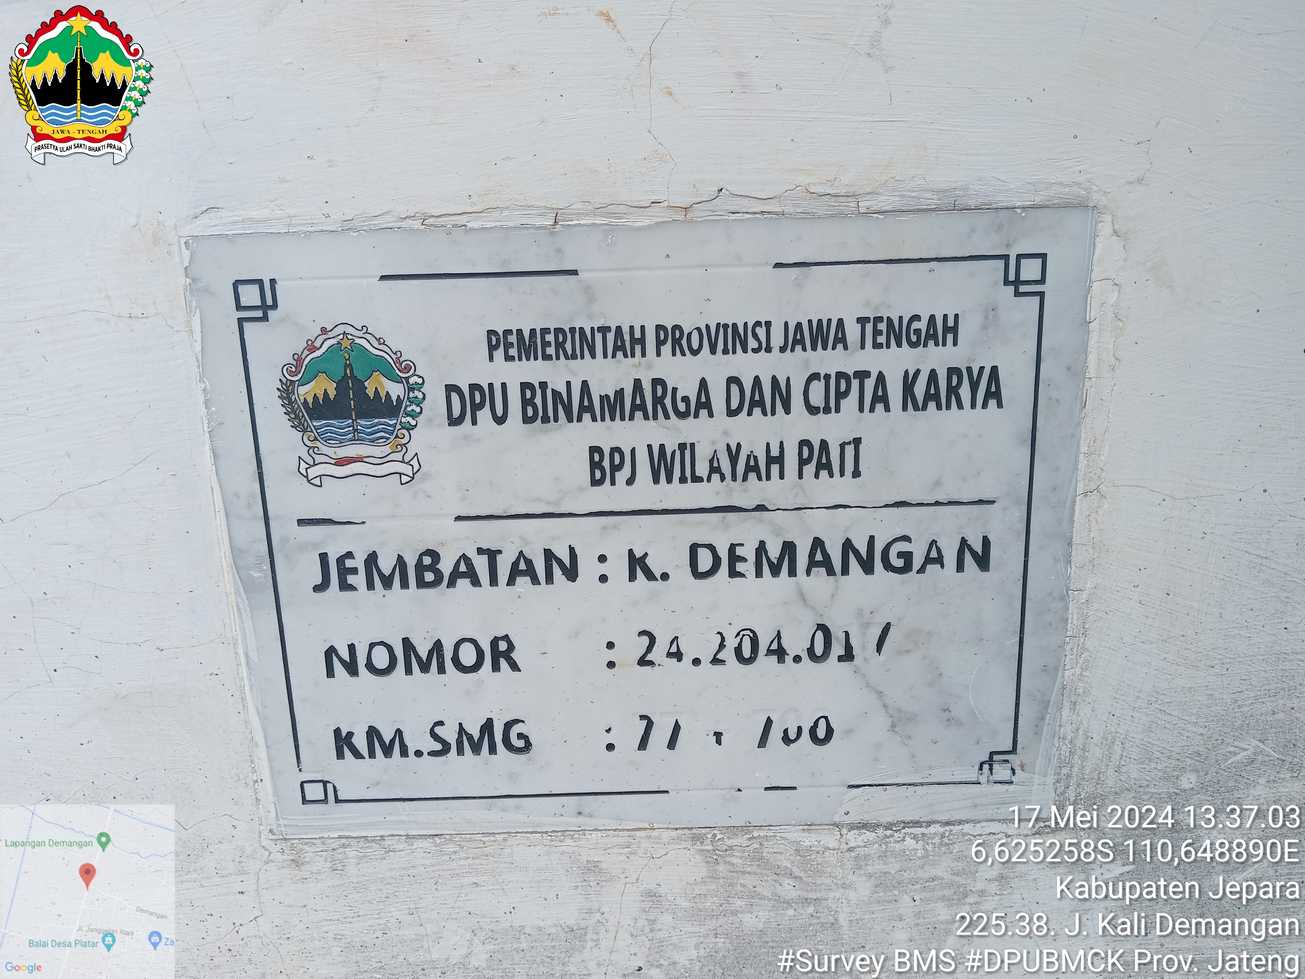 JAWA - TENGAH
PRASETYA ULAH SAKTI BHAKTI PRAJA
PEMERINTAH PROVINSI JAWA TENGAH
DPU BINAMARGA DAN CIPTA KARYA
BPJ WILAYAH PATI
JEMBATAN : K. DEMANGAN
NOMOR :
KM.SMG :
Lapangan Demangan
Demangan
Balai Desa Platar
Za
Google
17 Mei 2024 13.37.03
6,625258S 110,648890E
Kabupaten Jepara
225.38. J. Kali Demangan
#Survey BMS #DPUBMCK Prov. Jateng